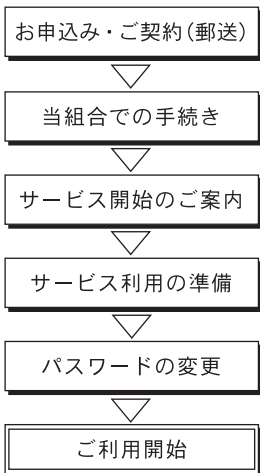 お申込み・ご契約(郵送)
当組合での手続き
サービス開始のご案内
サービス利用の準備
パスワードの変更
ご利用開始